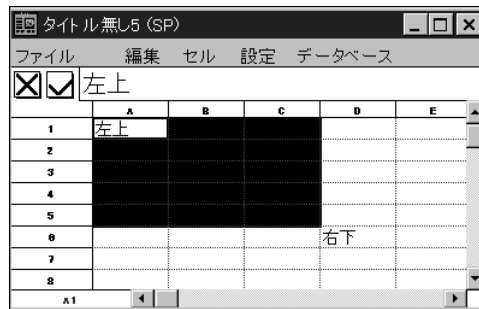 タイトル無し5 (SP)
ファイル 編集 セル 設定 データベース
左上
A B C D E
1 左上
2
3
4
5
6 右下
7
8
A1